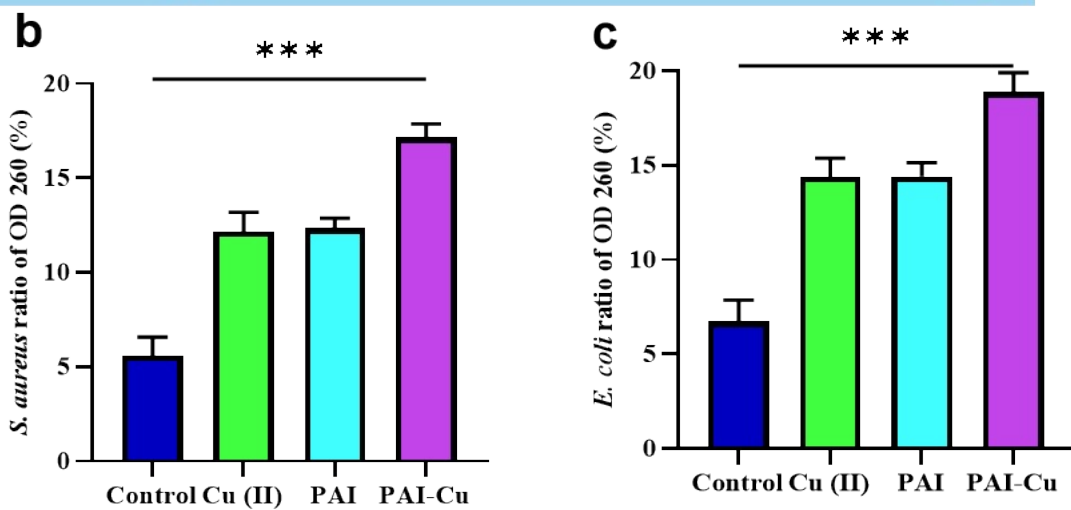 b
***
S. aureus ratio of OD 260 (%)
20
15
10
5
0
Control Cu (II) PAI PAI-Cu
c
***
E. coli ratio of OD 260 (%)
20
15
10
5
0
Control Cu (II) PAI PAI-Cu